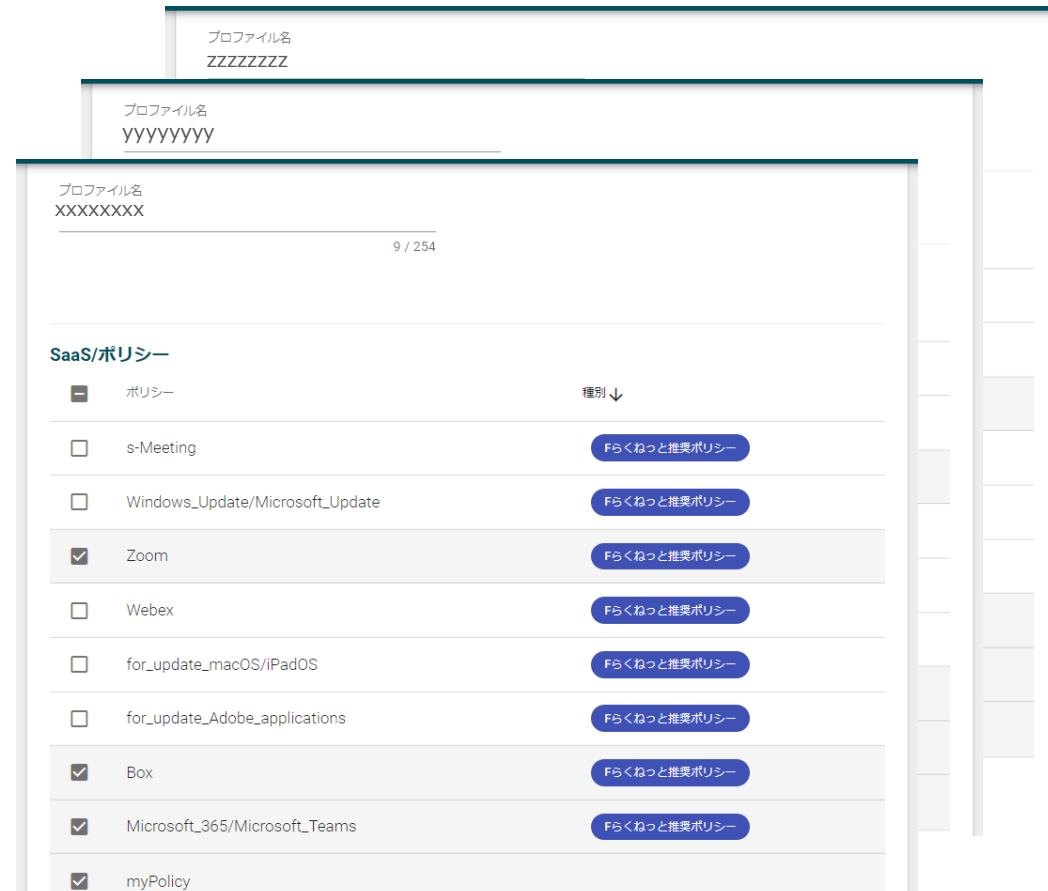 プロファイル名
zzzzzzzz
プロファイル名
yyyyyyyy
プロファイル名
xxxxxxxx
9 / 254
SaaS/ポリシー
ポリシー 種別
s-Meeting Fらくねっと推奨ポリシー
Windows_Update/Microsoft_Update Fらくねっと推奨ポリシー
Zoom Fらくねっと推奨ポリシー
Webex Fらくねっと推奨ポリシー
for_update_macOS/iPadOS Fらくねっと推奨ポリシー
for_update_Adobe_applications Fらくねっと推奨ポリシー
Box Fらくねっと推奨ポリシー
Microsoft_365/Microsoft_Teams Fらくねっと推奨ポリシー
myPolicy